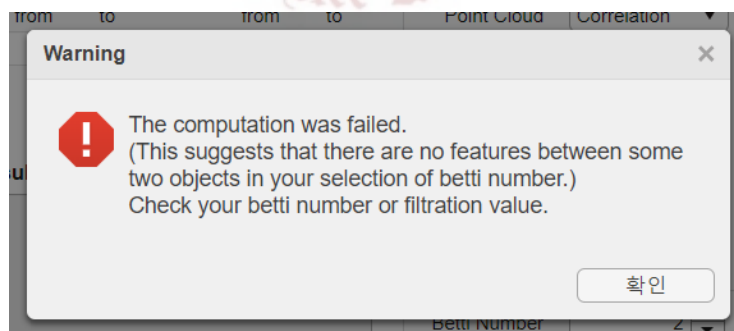 from to from to Point Cloud Correlation
Warning
The computation was failed.
(This suggests that there are no features between some
two objects in your selection of betti number.)
Check your betti number or filtration value.
확인
Betti Number 2